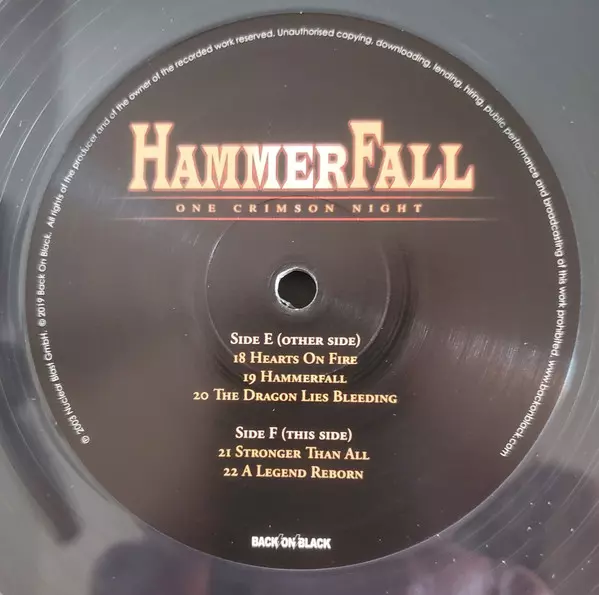 ℗ 2003 Nuclear Blast GmbH. © 2019 Back On Black. All rights of the producer and of the owner of the recorded work reserved. Unauthorised copying, downloading, lending, hiring, public performance and broadcasting of this work prohibited. www.backonblack.com
HAMMERFALL
ONE CRIMSON NIGHT
SIDE E (OTHER SIDE)
18 HEARTS ON FIRE
19 HAMMERFALL
20 THE DRAGON LIES BLEEDING
SIDE F (THIS SIDE)
21 STRONGER THAN ALL
22 A LEGEND REBORN
BACK ON BLACK